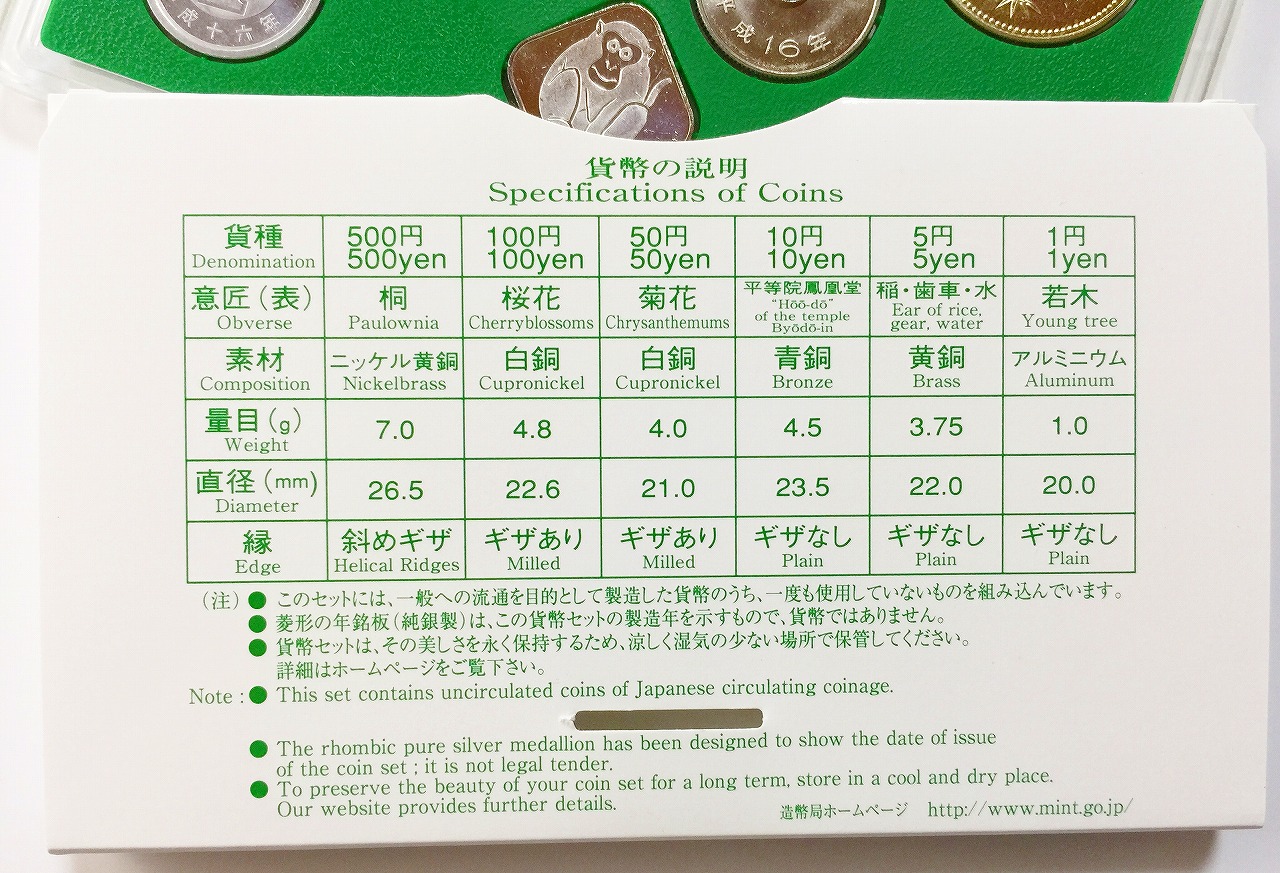 成十六年
平成16年
貨幣の説明
Specifications of Coins
貨種 500円 100円 50円 10円 5円 1円
Denomination 500yen 100yen 50yen 10yen 5yen 1yen
意匠(表) 桐 桜花 菊花 平等院鳳凰堂 稲・歯車・水 若木
Obverse Paulownia Cherryblossoms Chrysanthemums “Hōō-dō” of the temple Byōdō-in Ear of rice, gear, water Young tree
素材 ニッケル黄銅 白銅 白銅 青銅 黄銅 アルミニウム
Composition Nickelbrass Cupronickel Cupronickel Bronze Brass Aluminum
量目(g) 7.0 4.8 4.0 4.5 3.75 1.0
Weight
直径(mm) 26.5 22.6 21.0 23.5 22.0 20.0
Diameter
縁 斜めギザ ギザあり ギザあり ギザなし ギザなし ギザなし
Edge Helical Ridges Milled Milled Plain Plain Plain
(注) ● このセットには、一般への流通を目的として製造した貨幣のうち、一度も使用していないものを組み込んでいます。
● 菱形の年銘板(純銀製)は、この貨幣セットの製造年を示すもので、貨幣ではありません。
● 貨幣セットは、その美しさを永く保持するため、涼しく湿気の少ない場所で保管してください。
詳細はホームページをご覧下さい。
Note : ● This set contains uncirculated coins of Japanese circulating coinage.
● The rhombic pure silver medallion has been designed to show the date of issue
of the coin set ; it is not legal tender.
● To preserve the beauty of your coin set for a long term, store in a cool and dry place.
Our website provides further details.
造幣局ホームページ http://www.mint.go.jp/